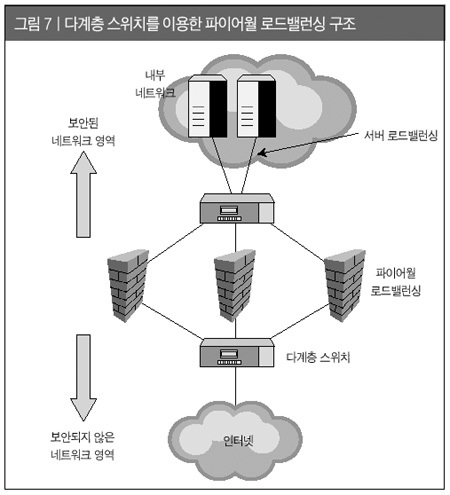 그림 7 | 다계층 스위치를 이용한 파이어월 로드밸런싱 구조
내부
네트워크
서버 로드밸런싱
보안된
네트워크 영역
파이어월
로드밸런싱
다계층 스위치
보안되지 않은
네트워크 영역
인터넷